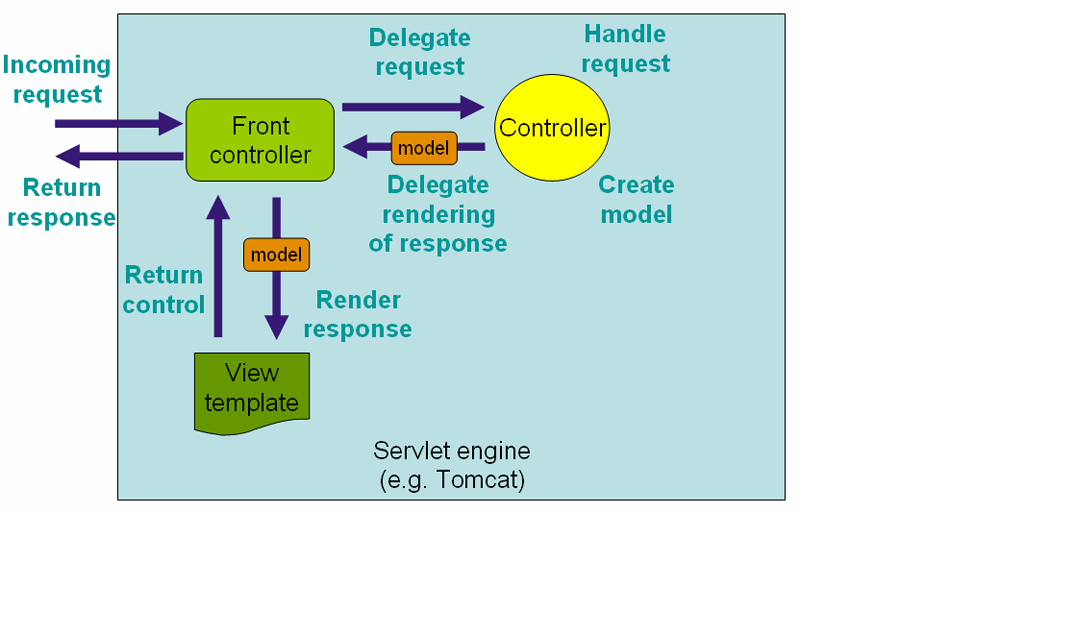 Incoming
request
Return
response
Front
controller
Delegate
request
Handle
request
Controller
model
Delegate
rendering
of response
Create
model
Return
control
model
Render
response
View
template
Servlet engine
(e.g. Tomcat)